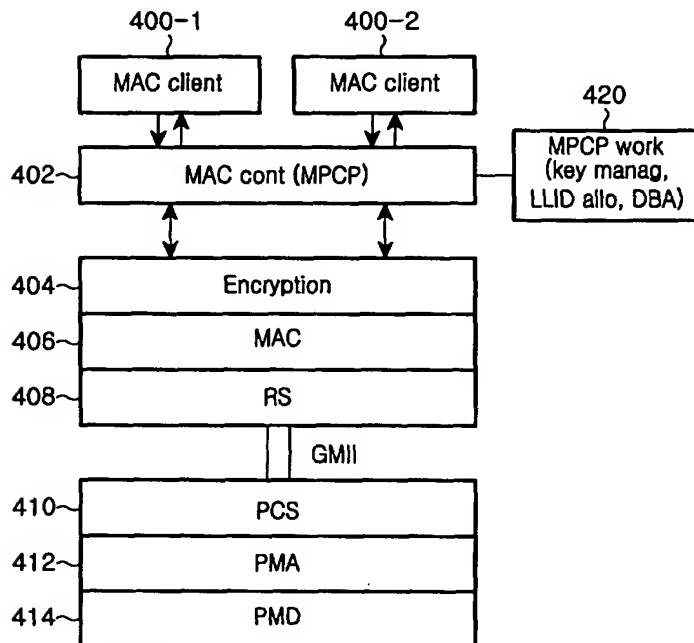 400-1
400-2
MAC client
MAC client
420
402
MAC cont (MPCP)
MPCP work
(key manag,
LLID allo, DBA)
404
Encryption
406
MAC
408
RS
GMII
410
PCS
412
PMA
414
PMD